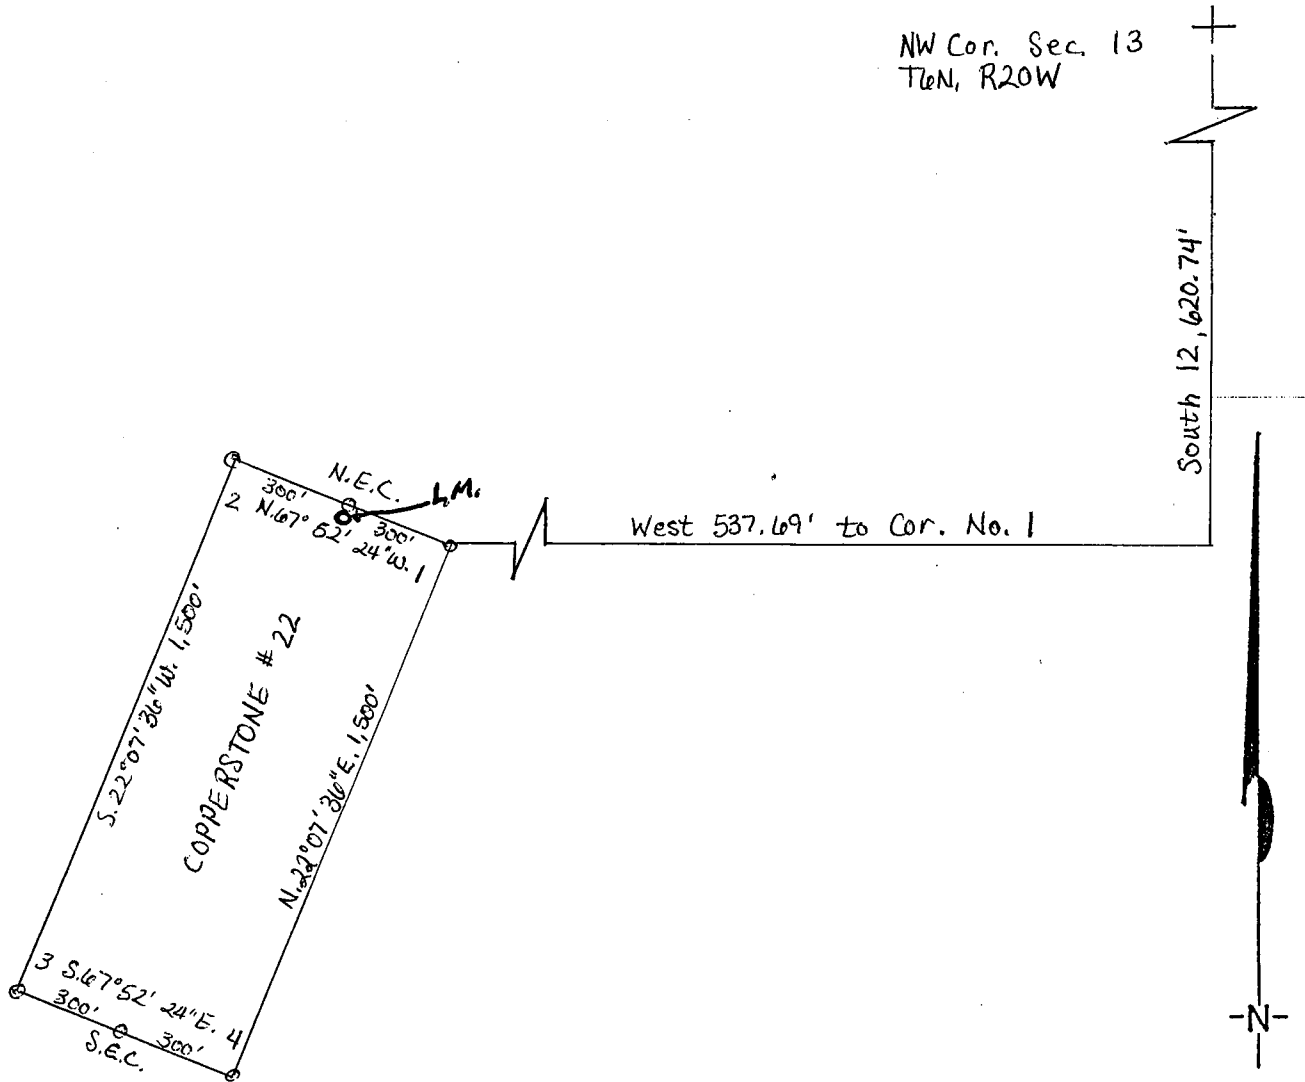 NW Cor. Sec. 13
T6N, R20W
South 12,620.74'
N.E.C.
L.M.
300'
300'
2
N.67° 52' 24"W.
1
West 537.69' to Cor. No. 1
S.22°07'36"W. 1,500'
COPPERSTONE # 22
N.22°07'36"E. 1,500'
3
S.67°52' 24"E.
4
300'
300'
S.E.C.
-N-